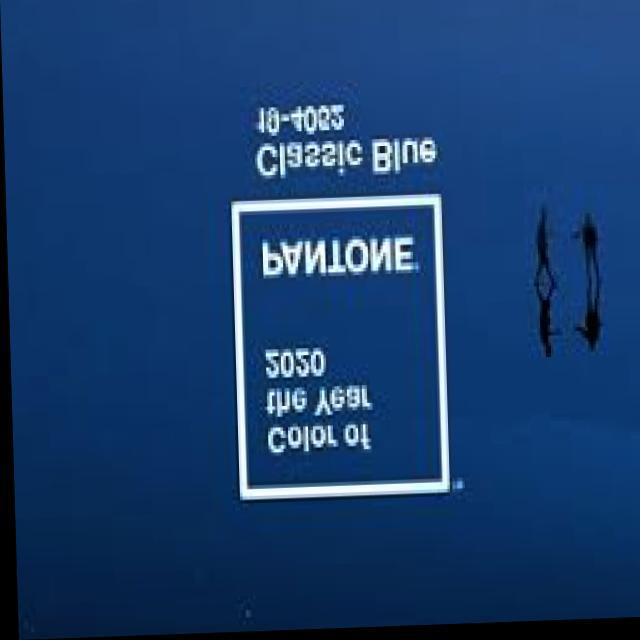 Color of
the Year
2020
PANTONE
Classic Blue
19-4052